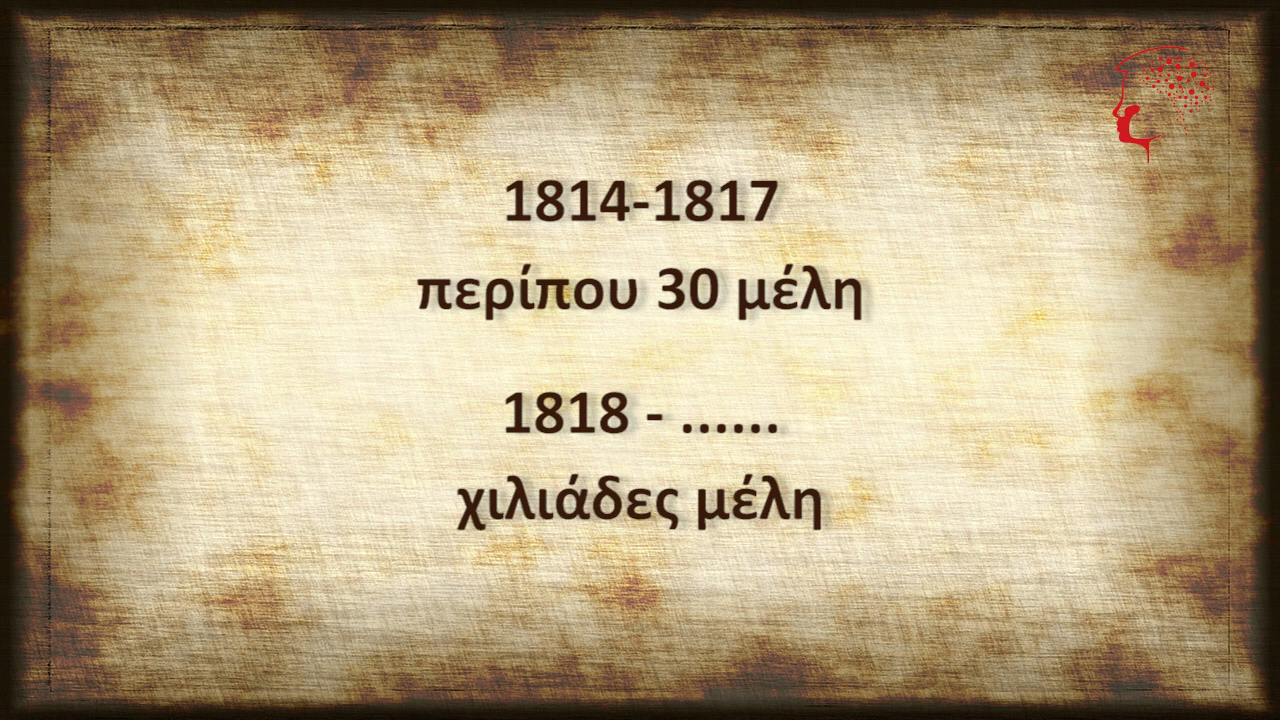 1814-1817
περίπου 30 μέλη
1818 - ......
χιλιάδες μέλη